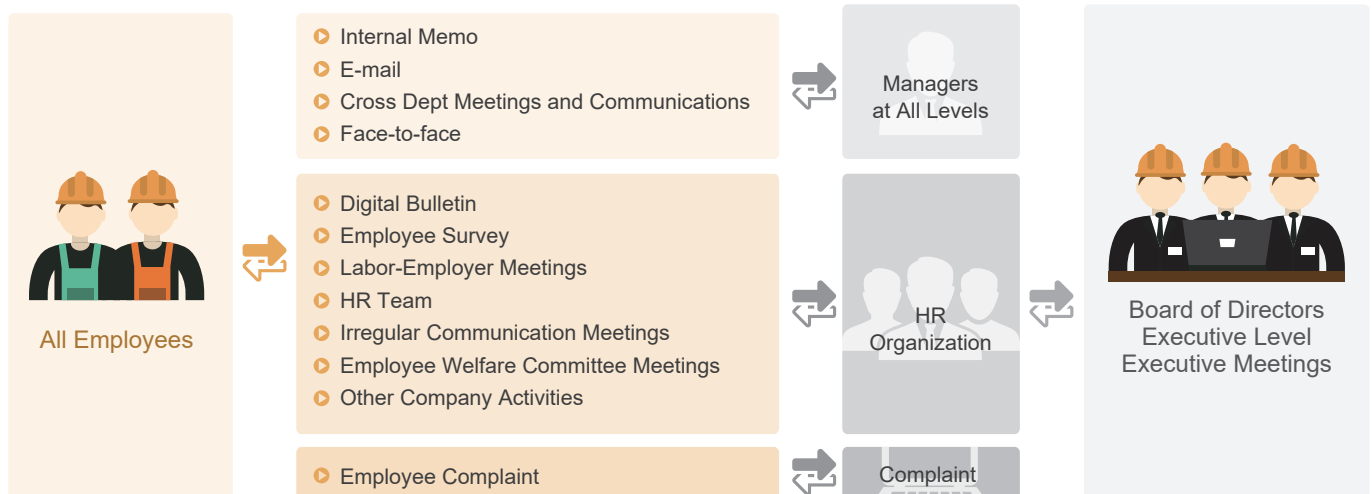 All Employees
Internal Memo
E-mail
Cross Dept Meetings and Communications
Face-to-face
Digital Bulletin
Employee Survey
Labor-Employer Meetings
HR Team
Irregular Communication Meetings
Employee Welfare Committee Meetings
Other Company Activities
Employee Complaint
Managers
at All Levels
HR
Organization
Complaint
Board of Directors
Executive Level
Executive Meetings